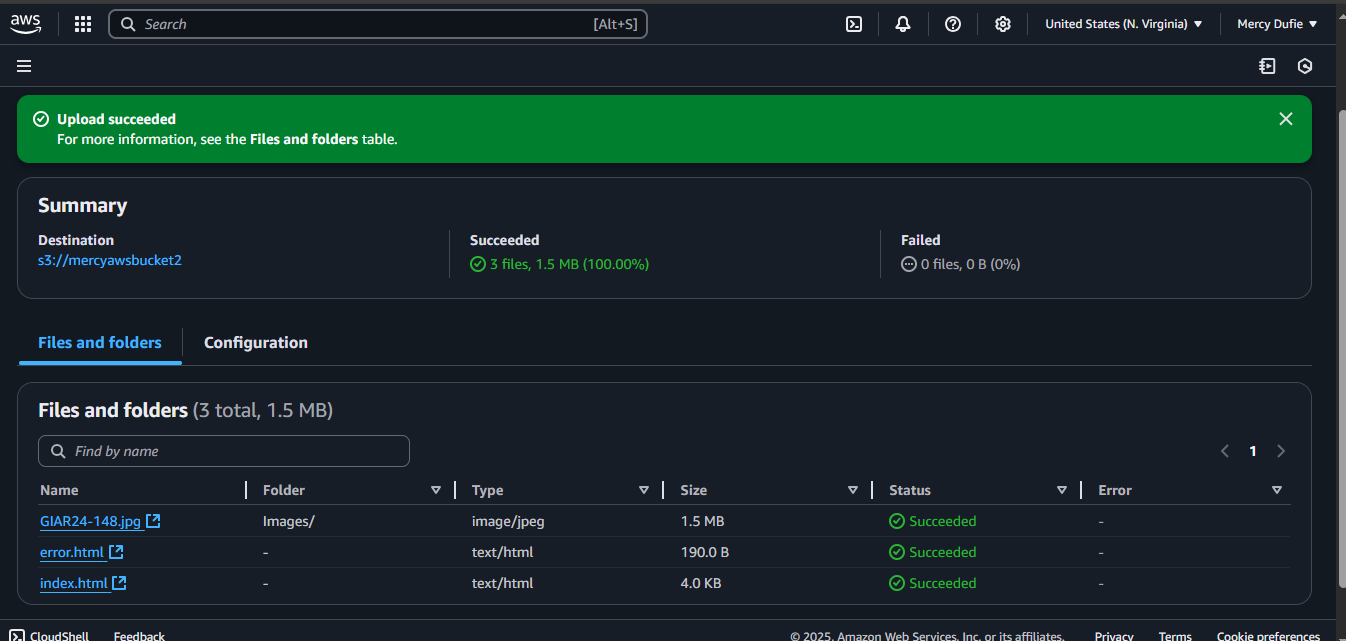 aws
Search [Alt+S]
United States (N. Virginia)
Mercy Dufie
Upload succeeded
For more information, see the Files and folders table.
Summary
Destination
s3://mercyawsbucket2
Succeeded
3 files, 1.5 MB (100.00%)
Failed
0 files, 0 B (0%)
Files and folders
Configuration
Files and folders (3 total, 1.5 MB)
Find by name
1
Name Folder Type Size Status Error
GIAR24-148.jpg Images/ image/jpeg 1.5 MB Succeeded -
error.html - text/html 190.0 B Succeeded -
index.html - text/html 4.0 KB Succeeded -
CloudShell Feedback © 2025, Amazon Web Services, Inc. or its affiliates. Privacy Terms Cookie preferences